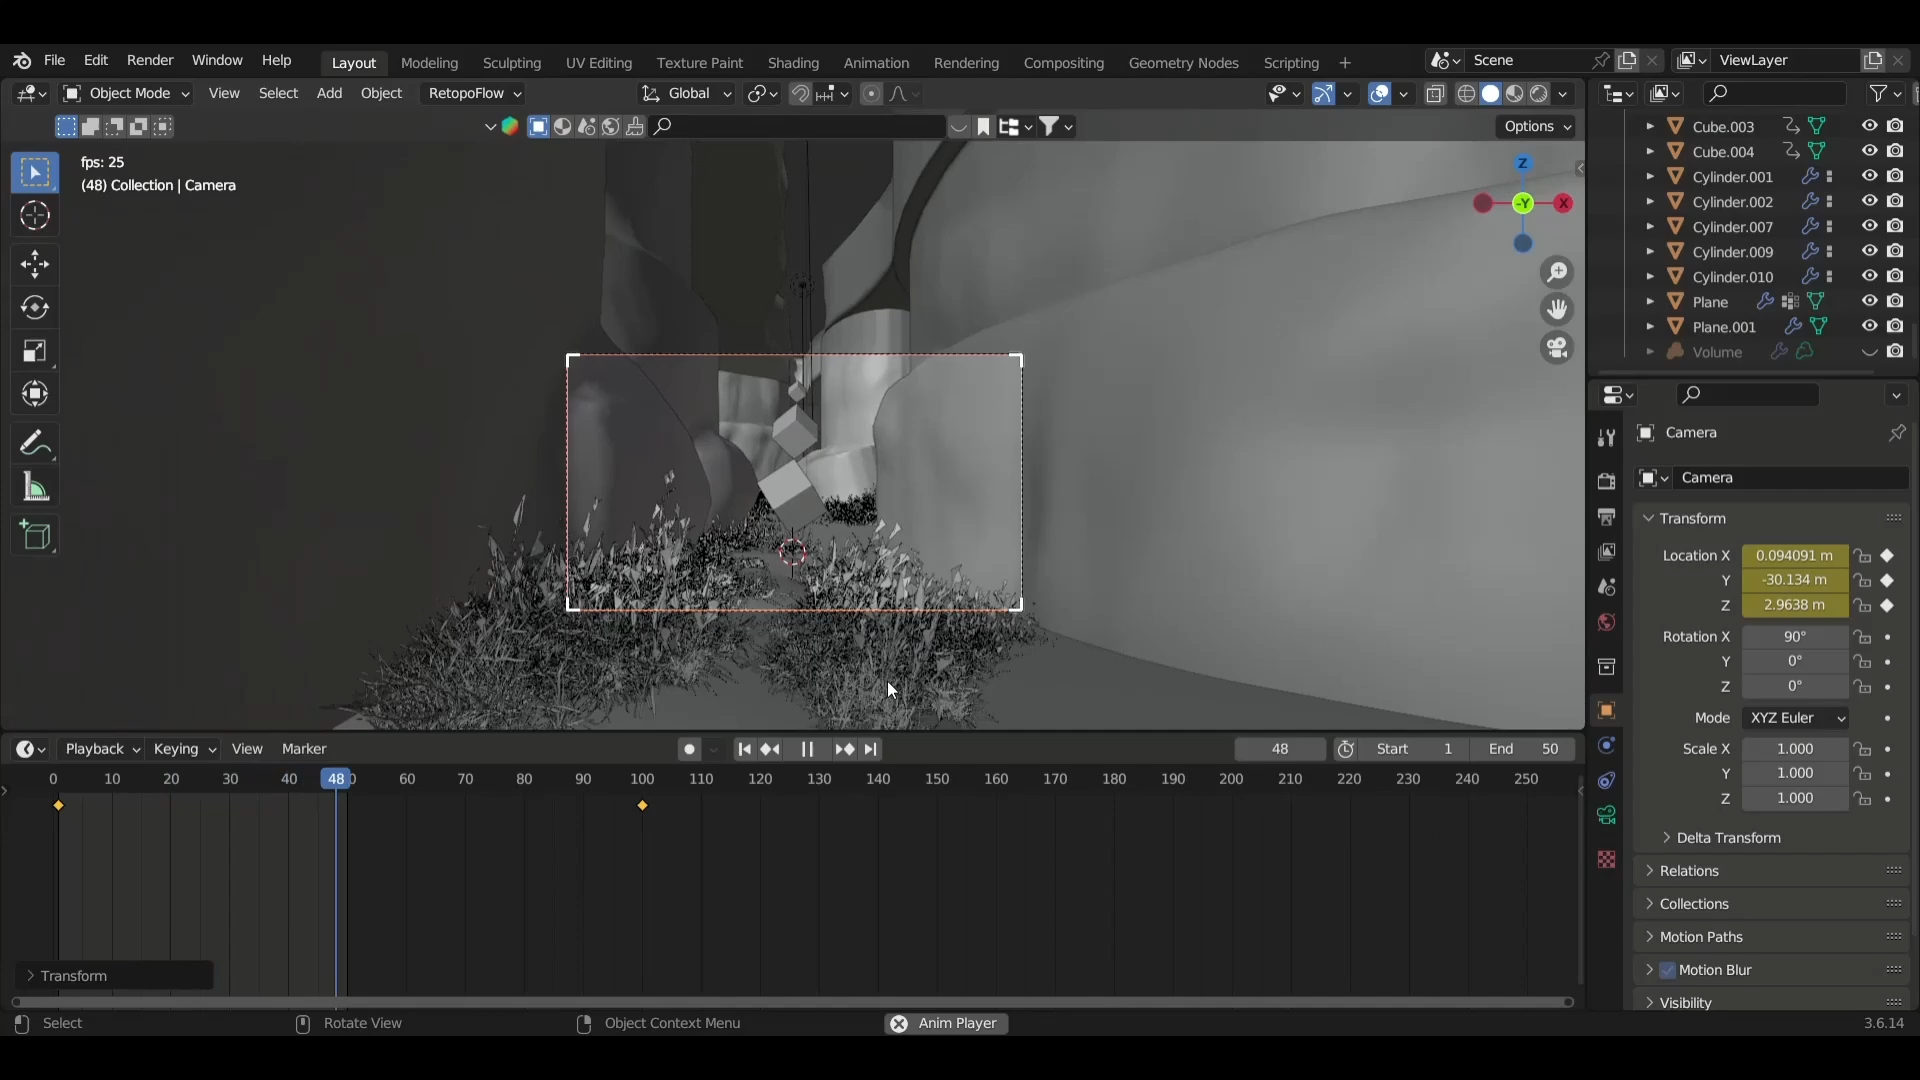 File Edit Render Window Help Layout Modeling Sculpting UV Editing Texture Paint Shading Animation Rendering Compositing Geometry Nodes Scripting + Scene ViewLayer
Object Mode View Select Add Object RetopoFlow Global
Options
fps: 25
(48) Collection | Camera
Z
-Y X
Cube.003
Cube.004
Cylinder.001
Cylinder.002
Cylinder.007
Cylinder.009
Cylinder.010
Plane
Plane.001
Volume
Camera
Camera
Transform
Location X 0.094091 m
Y -30.134 m
Z 2.9638 m
Rotation X 90°
Y 0°
Z 0°
Mode XYZ Euler
Scale X 1.000
Y 1.000
Z 1.000
Delta Transform
Relations
Collections
Motion Paths
Motion Blur
Visibility
Playback Keying View Marker 48 Start 1 End 50
0 10 20 30 40 48 0 60 70 80 90 100 110 120 130 140 150 160 170 180 190 200 210 220 230 240 250
Transform
Select Rotate View Object Context Menu Anim Player 3.6.14